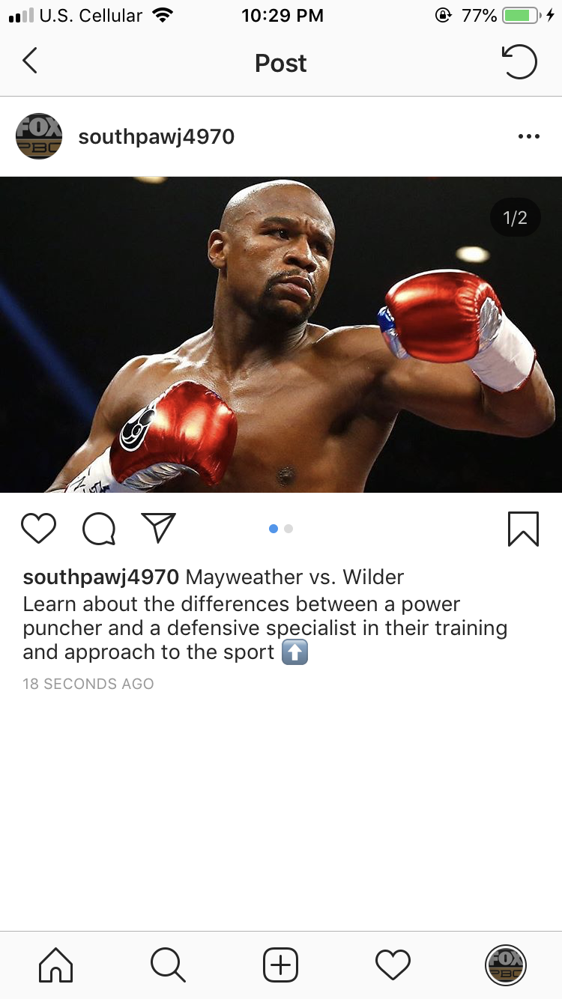 U.S. Cellular 10:29 PM 77%
Post
FOX
PBC
southpawj4970
1/2
southpawj4970 Mayweather vs. Wilder
Learn about the differences between a power
puncher and a defensive specialist in their training
and approach to the sport ⬆️
18 SECONDS AGO
FOX
PBC